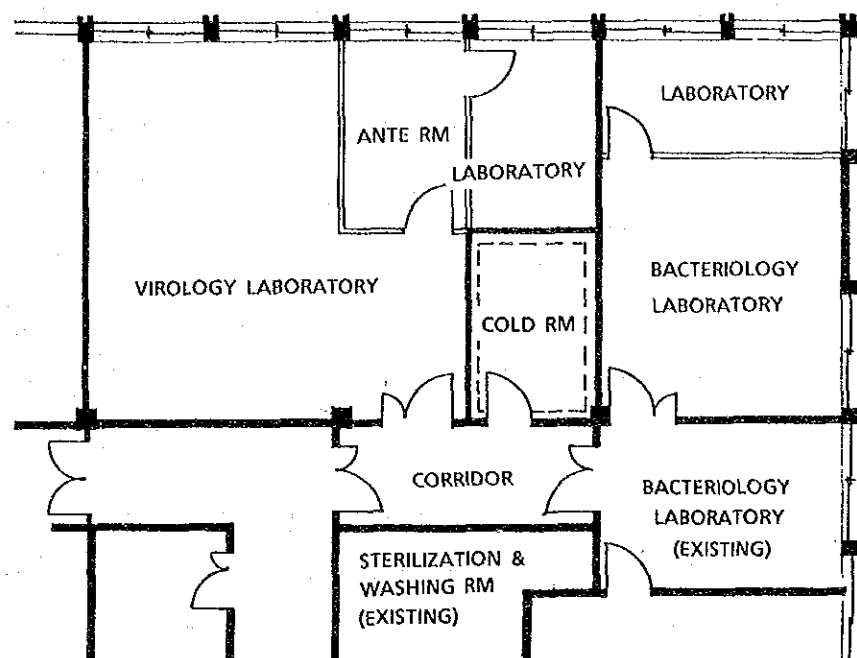 LABORATORY
ANTE RM
LABORATORY
VIROLOGY LABORATORY
BACTERIOLOGY
LABORATORY
COLD RM
CORRIDOR
BACTERIOLOGY
LABORATORY
(EXISTING)
STERILIZATION &
WASHING RM
(EXISTING)